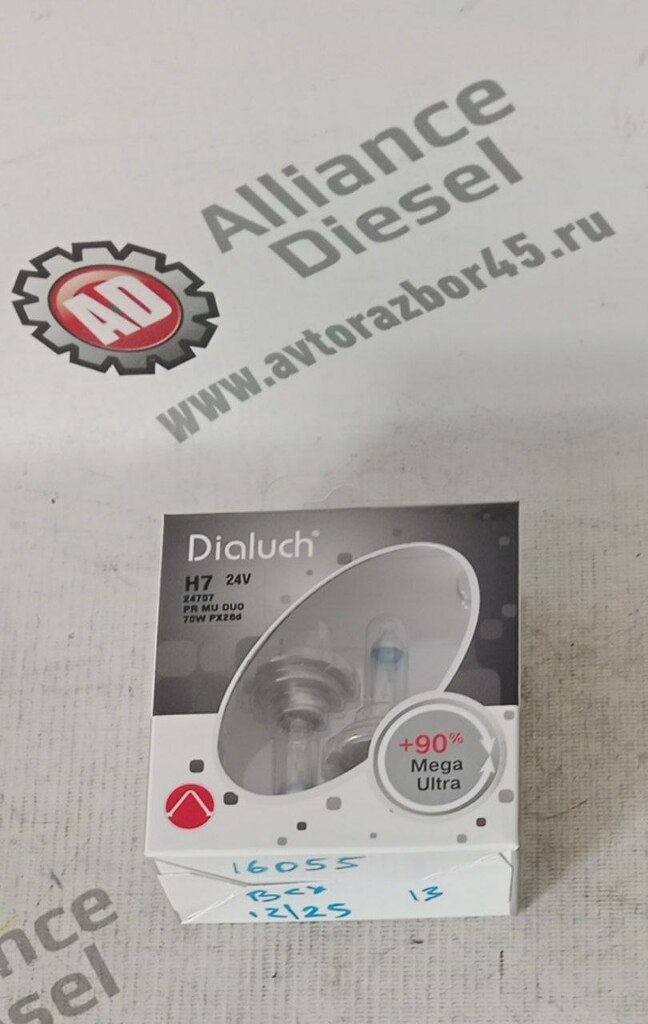 Alliance
Diesel
AD
www.avtorazbor45.ru
Dialuch®
H7 24V
24707
PR MU DUO
70W PX26d
+90%
Mega
Ultra
16055
13
12/25
nce
sel